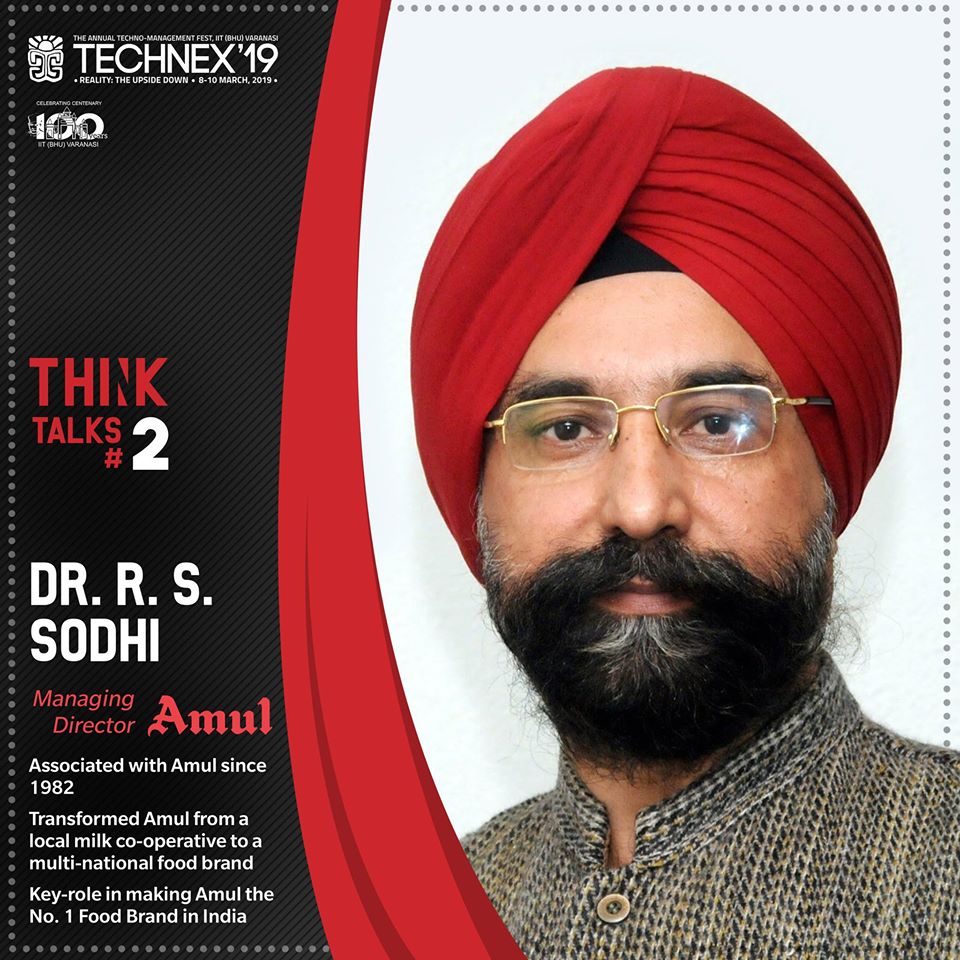 THE ANNUAL TECHNO-MANAGEMENT FEST, IIT (BHU) VARANASI
TECHNEX'19
• REALITY: THE UPSIDE DOWN • 8-10 MARCH, 2019 •
CELEBRATING CENTENARY
100 years
IIT (BHU) VARANASI
THINK
TALKS
# 2
DR. R. S.
SODHI
Managing
Director Amul
Associated with Amul since
1982
Transformed Amul from a
local milk co-operative to a
multi-national food brand
Key-role in making Amul the
No. 1 Food Brand in India